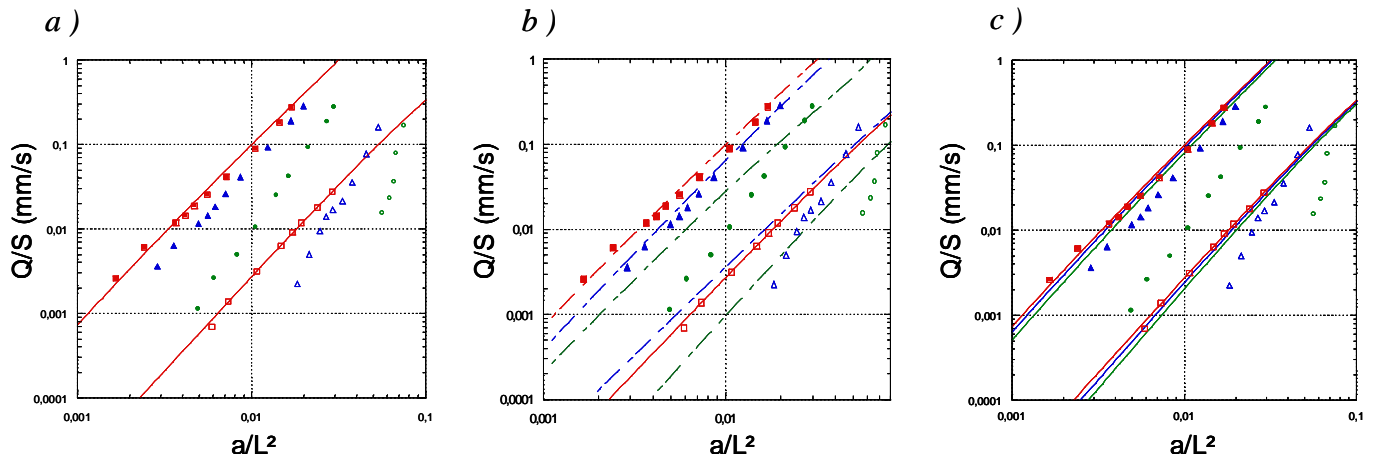 a ) b ) c )
1 1 1
0,1 0,1 0,1
Q/S (mm/s) Q/S (mm/s) Q/S (mm/s)
0,01 0,01 0,01
0,001 0,001 0,001
0,0001 0,0001 0,0001
0,001 0,01 0,1 0,001 0,01 0,001 0,01 0,1
a/L² a/L² a/L²